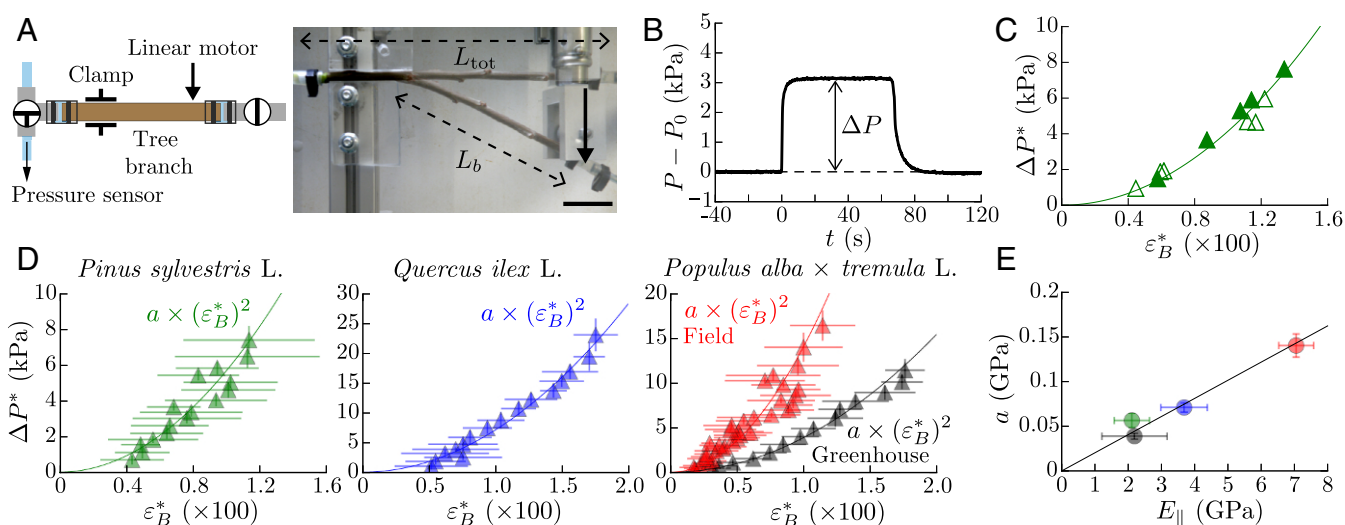 A
Linear motor
Clamp
Tree
branch
Pressure sensor
L_tot
L_b
B
P − P_0 (kPa)
5
4
3
2
1
0
−1
ΔP
−40 0 40 80 120
t (s)
C
ΔP* (kPa)
10
8
6
4
2
0
0 0.4 0.8 1.2 1.6
ε*_B (×100)
D
Pinus sylvestris L.
ΔP* (kPa)
10
8
6
4
2
0
a × (ε*_B)^2
0 0.4 0.8 1.2 1.6
ε*_B (×100)
Quercus ilex L.
30
25
20
15
10
5
0
a × (ε*_B)^2
0 0.5 1.0 1.5 2.0
ε*_B (×100)
Populus alba × tremula L.
20
15
10
5
0
a × (ε*_B)^2
Field
a × (ε*_B)^2
Greenhouse
0 0.5 1.0 1.5 2.0
ε*_B (×100)
E
a (GPa)
0.2
0.15
0.1
0.05
0
0 1 2 3 4 5 6 7 8
E_∥ (GPa)